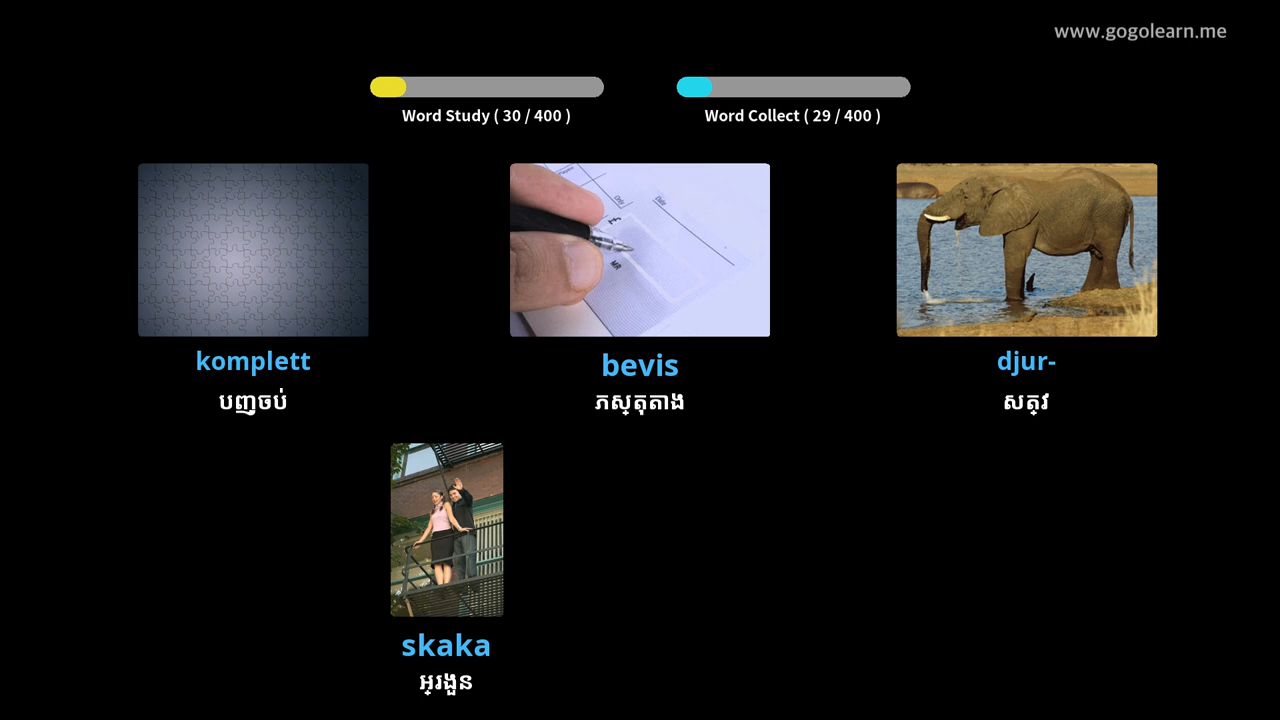 www.gogolearn.me
Word Study ( 30 / 400 )
Word Collect ( 29 / 400 )
komplett
bevis
djur-
បញ្ចប់
ភស្តុតាង
សត្វ
skaka
អ្រងួន